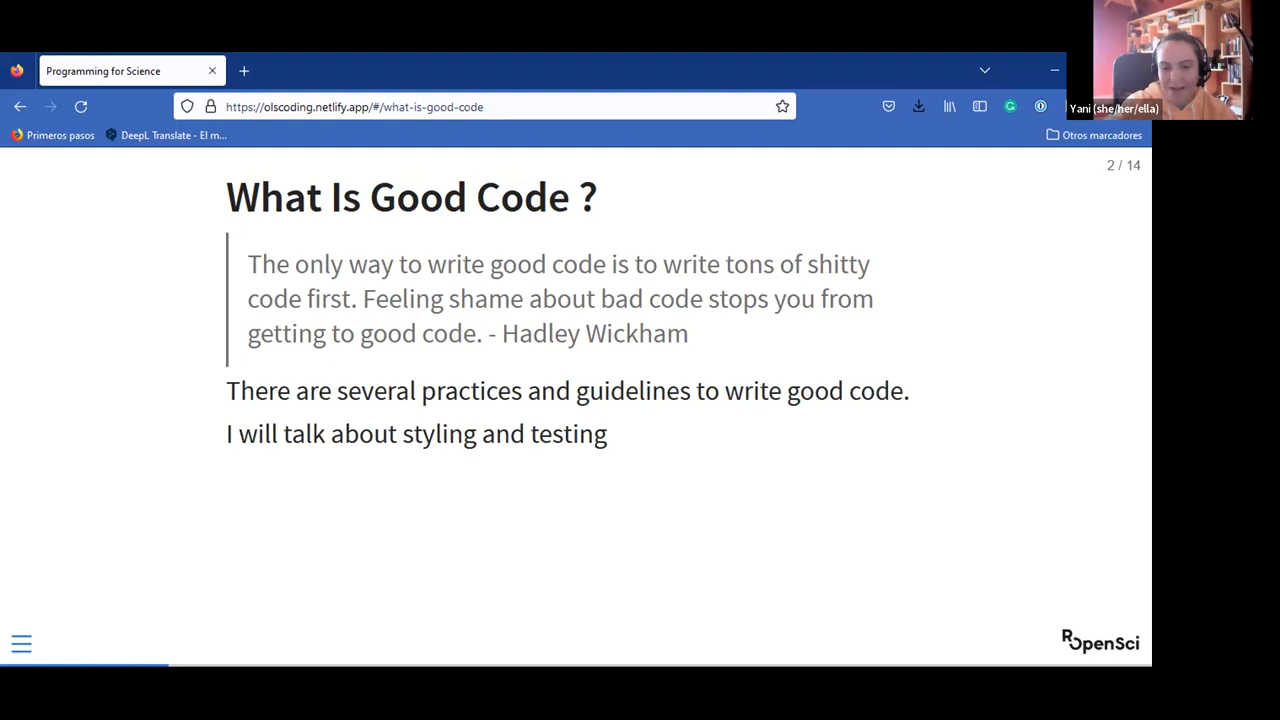 Programming for Science
https://olscoding.netlify.app/#/what-is-good-code
Yani (she/her/ella)
Primeros pasos
DeepL Translate - El m...
Otros marcadores
2 / 14
What Is Good Code ?
The only way to write good code is to write tons of shitty
code first. Feeling shame about bad code stops you from
getting to good code. - Hadley Wickham
There are several practices and guidelines to write good code.
I will talk about styling and testing
ROpenSci